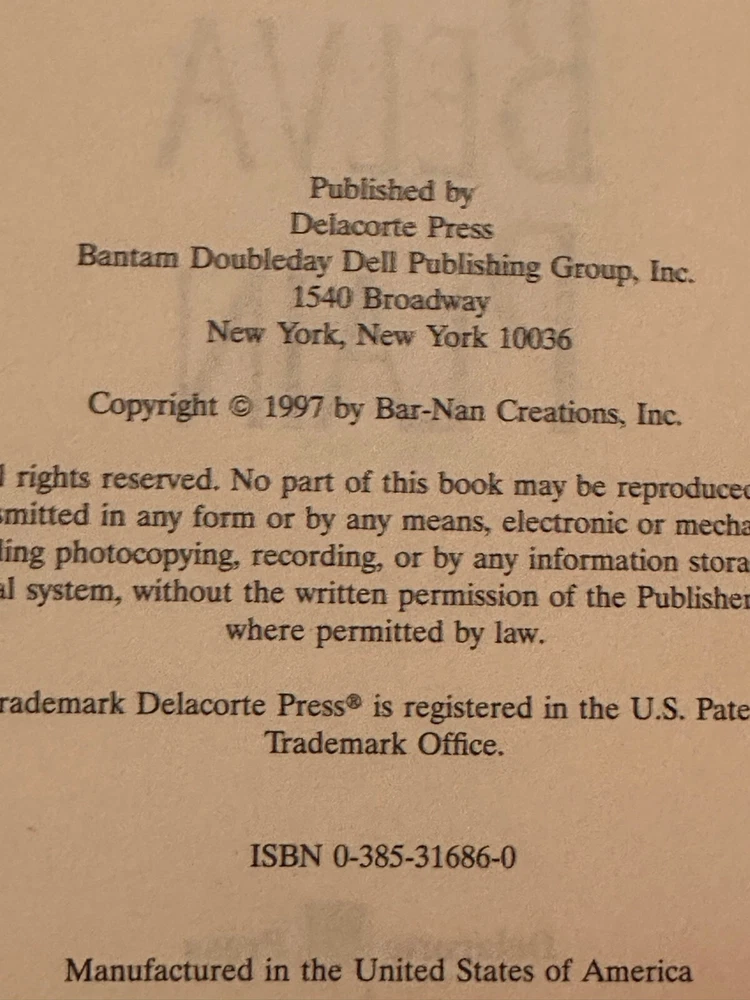 Published by
Delacorte Press
Bantam Doubleday Dell Publishing Group, Inc.
1540 Broadway
New York, New York 10036
Copyright © 1997 by Bar-Nan Creations, Inc.
rights reserved. No part of this book may be reproduced
smitted in any form or by any means, electronic or mecha
ding photocopying, recording, or by any information stora
al system, without the written permission of the Publisher
where permitted by law.
rademark Delacorte Press® is registered in the U.S. Pate
Trademark Office.
ISBN 0-385-31686-0
Manufactured in the United States of America